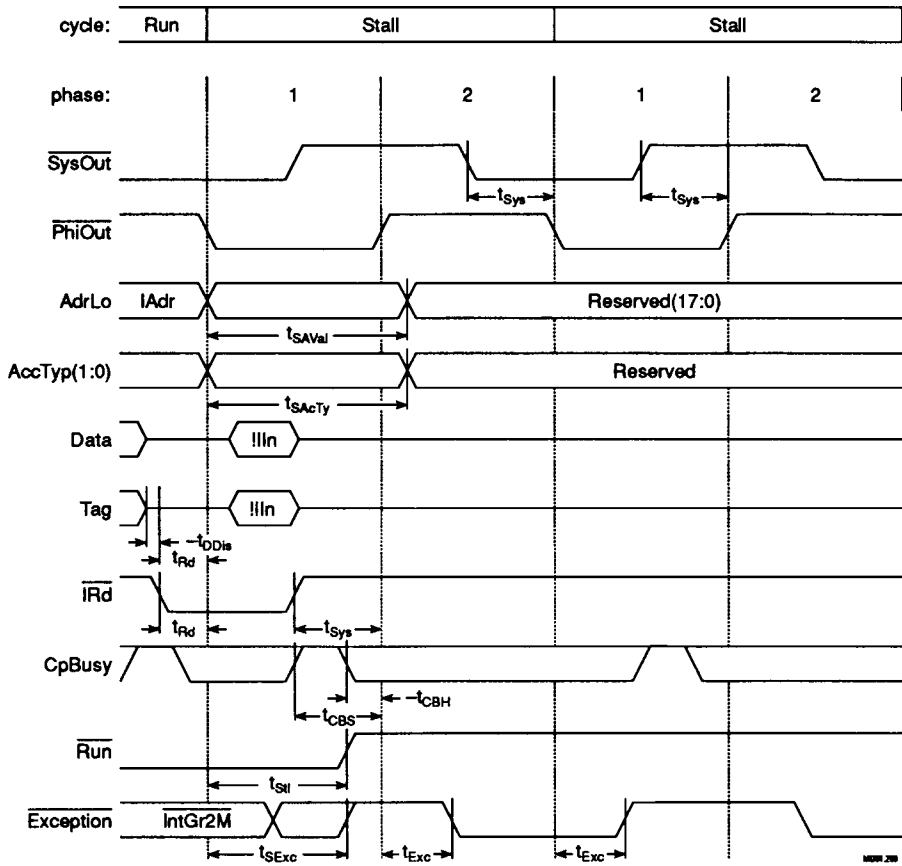 cycle: Run Stall Stall
phase: 1 2 1 2
SysOut
tSys tSys
PhiOut
AdrLo IAdr Reserved(17:0)
tSAVal
AccTyp(1:0) Reserved
tSAcTy
Data !IIn
Tag !IIn
–tDDis
tRd
IRd
tRd tSys
CpBusy
–tCBH
tCBS
Run
tStl
Exception IntGr2M
tSExc tExc tExc